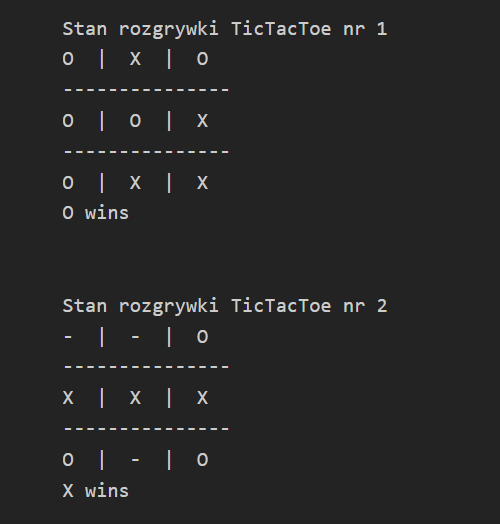 Stan rozgrywki TicTacToe nr 1
O | X | O
---------------
O | O | X
---------------
O | X | X
O wins
Stan rozgrywki TicTacToe nr 2
- | - | O
---------------
X | X | X
---------------
O | - | O
X wins